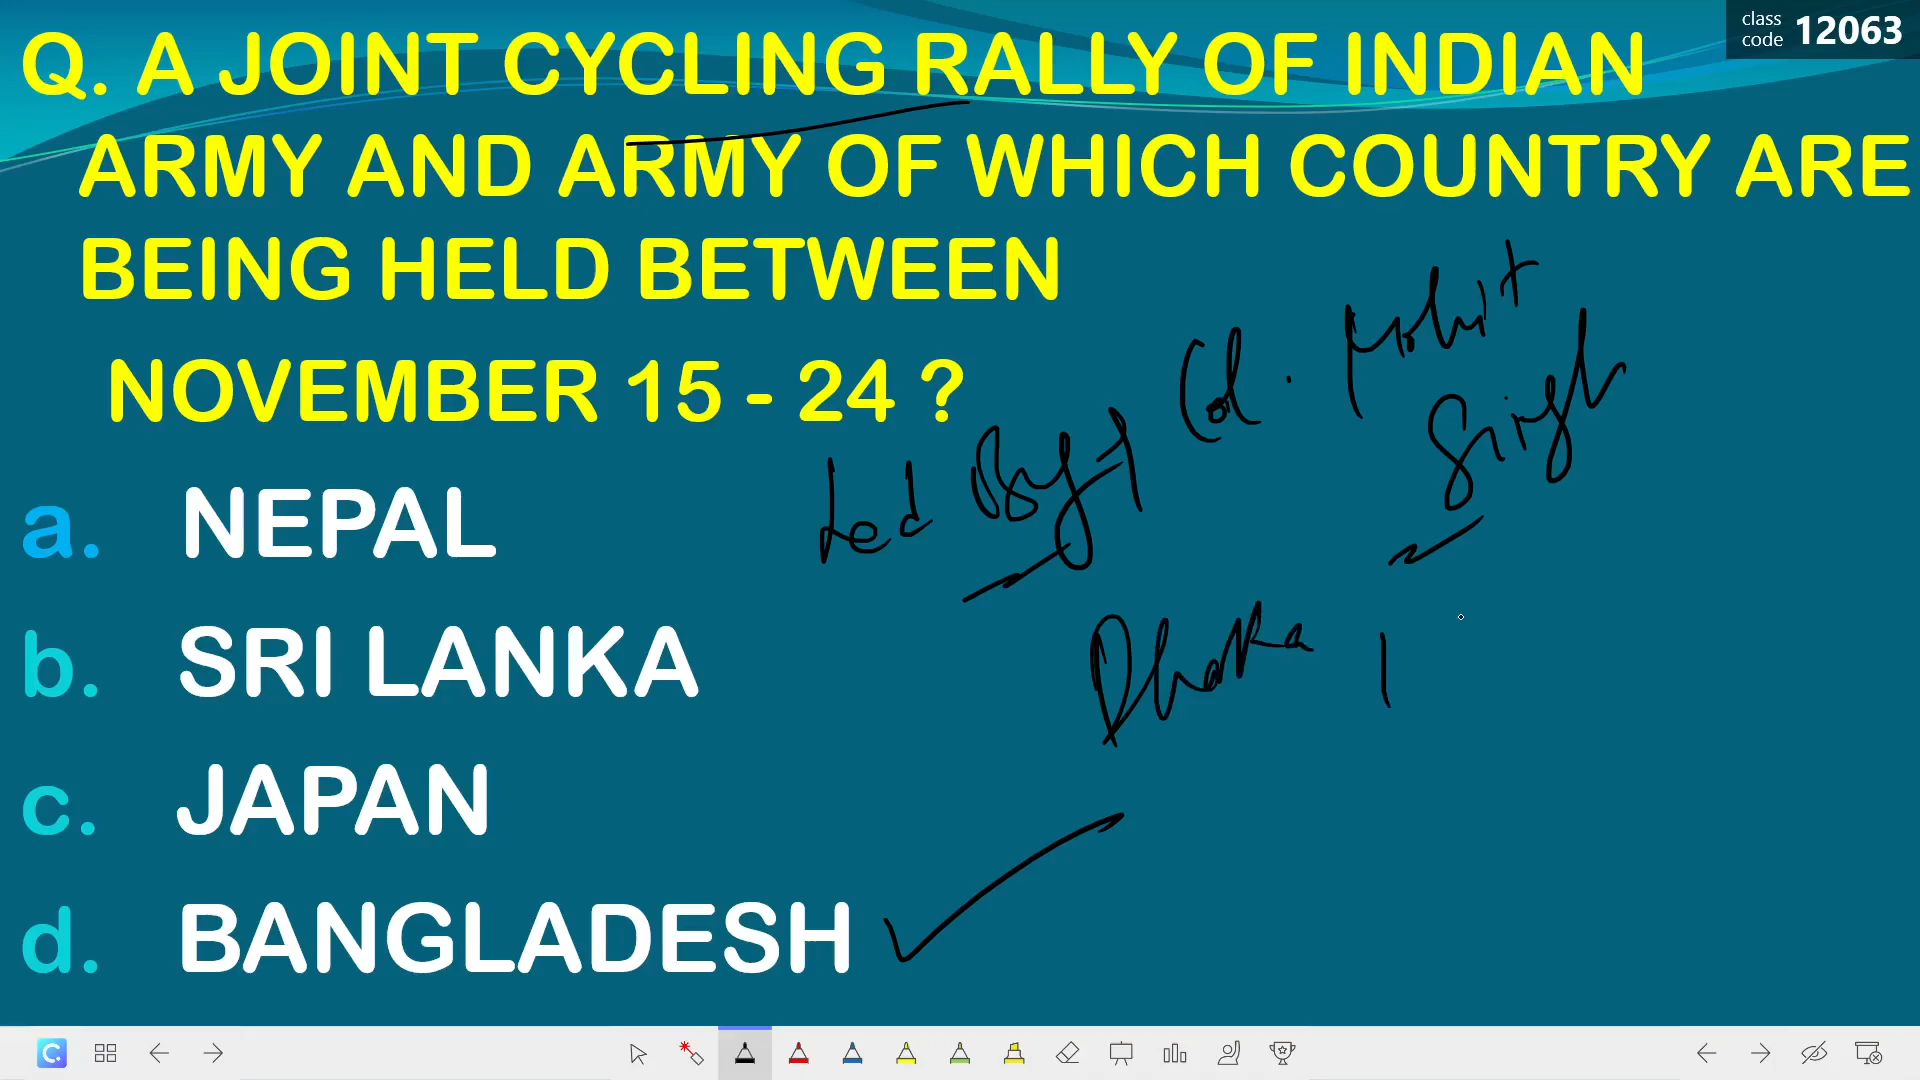 class code 12063
Q. A JOINT CYCLING RALLY OF INDIAN
ARMY AND ARMY OF WHICH COUNTRY ARE
BEING HELD BETWEEN
NOVEMBER 15 - 24 ?
Led By → Col. Mohit Singh
a. NEPAL
b. SRI LANKA
Dhaka
c. JAPAN
d. BANGLADESH